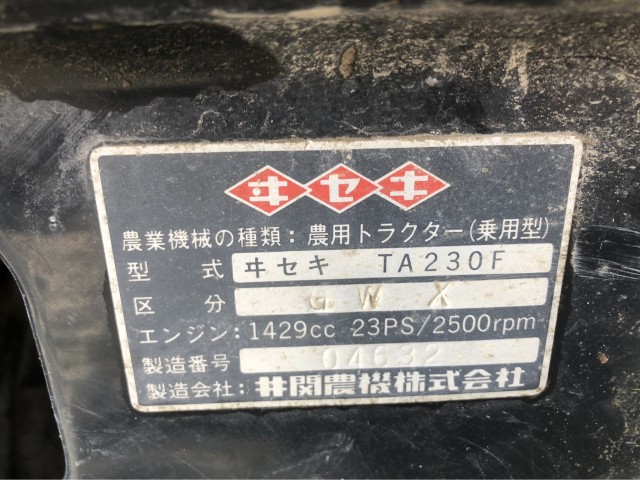 ヰセキ
農業機械の種類：農用トラクター(乗用型)
型式 ヰセキ TA230F
区分 GWX
エンジン：1429cc 23PS/2500rpm
製造番号 04632
製造会社：井関農機株式会社